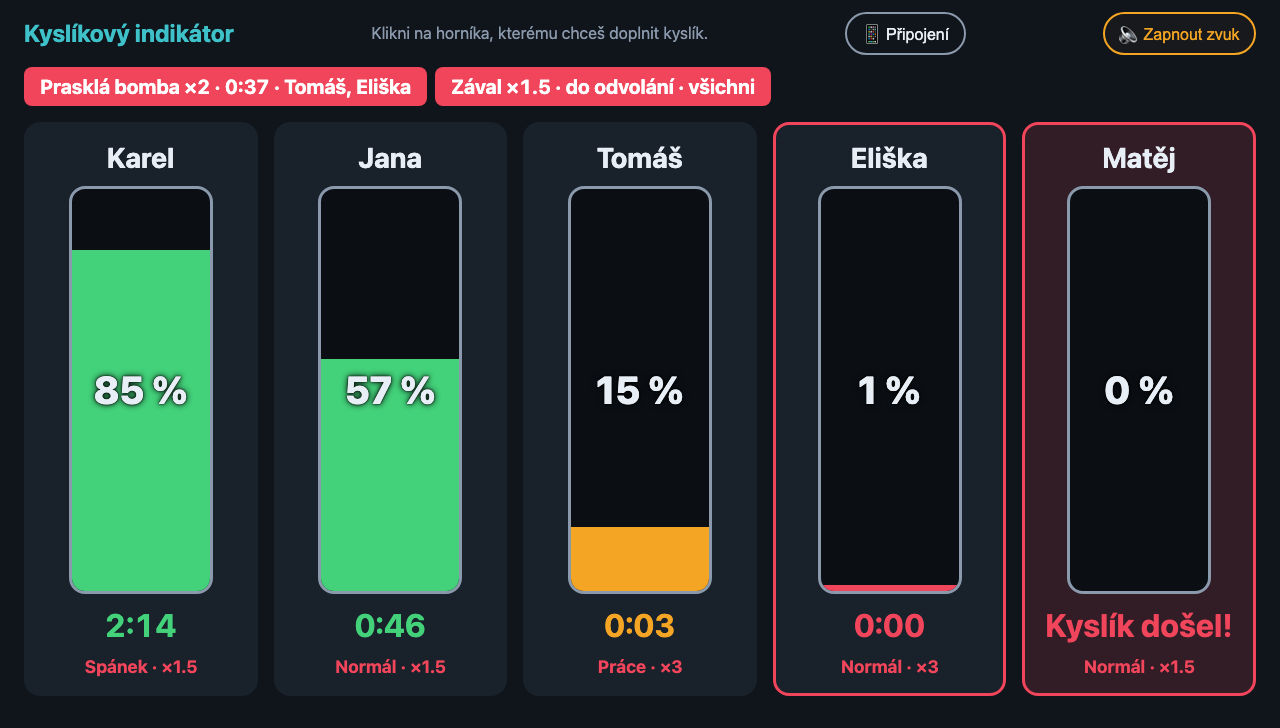 Kyslíkový indikátor
Klikni na horníka, kterému chceš doplnit kyslík.
Připojení
Zapnout zvuk
Prasklá bomba ×2 · 0:37 · Tomáš, Eliška
Zával ×1.5 · do odvolání · všichni
Karel
85 %
2:14
Spánek · ×1.5
Jana
57 %
0:46
Normál · ×1.5
Tomáš
15 %
0:03
Práce · ×3
Eliška
1 %
0:00
Normál · ×3
Matěj
0 %
Kyslík došel!
Normál · ×1.5